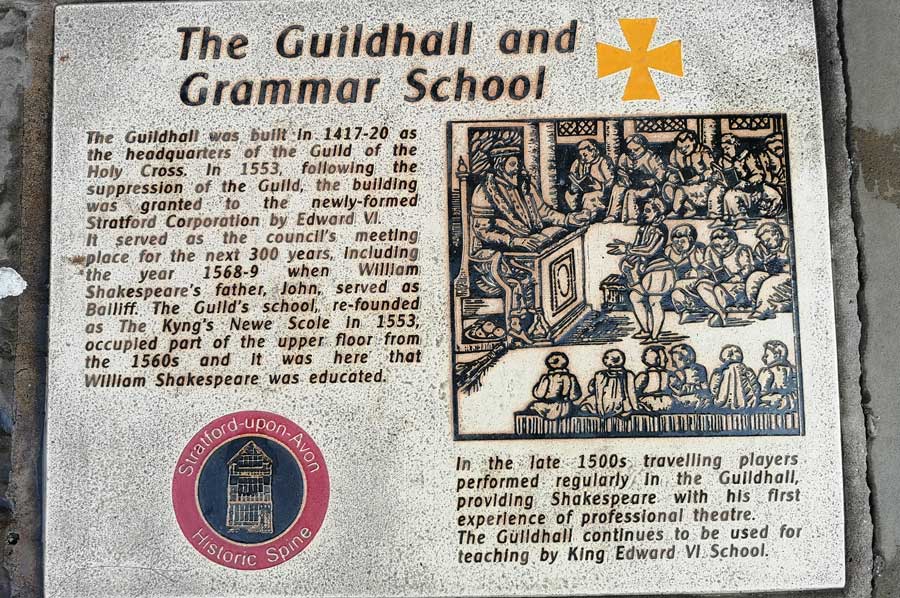 The Guildhall and
Grammar School
The Guildhall was built in 1417-20 as
the headquarters of the Guild of the
Holy Cross. In 1553, following the
suppression of the Guild, the building
was granted to the newly-formed
Stratford Corporation by Edward VI.
It served as the council's meeting
place for the next 300 years, including
the year 1568-9 when William
Shakespeare's father, John, served as
Bailiff. The Guild's school, re-founded
as The Kyng's Newe Scole in 1553,
occupied part of the upper floor from
the 1560s and it was here that
William Shakespeare was educated.
Stratford-upon-Avon
Historic Spine
In the late 1500s travelling players
performed regularly in the Guildhall,
providing Shakespeare with his first
experience of professional theatre.
The Guildhall continues to be used for
teaching by King Edward VI School.